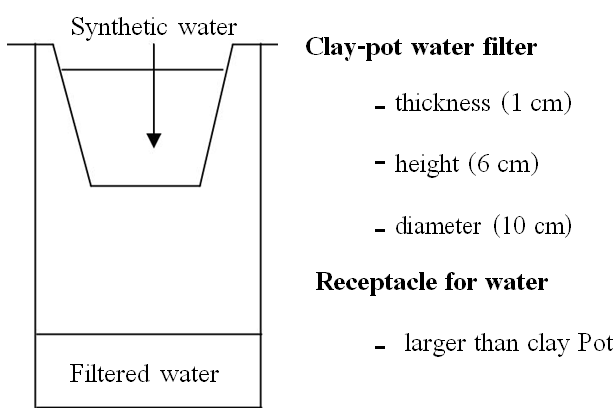 Synthetic water
Clay-pot water filter
- thickness (1 cm)
- height (6 cm)
- diameter (10 cm)
Receptacle for water
- larger than clay Pot
Filtered water